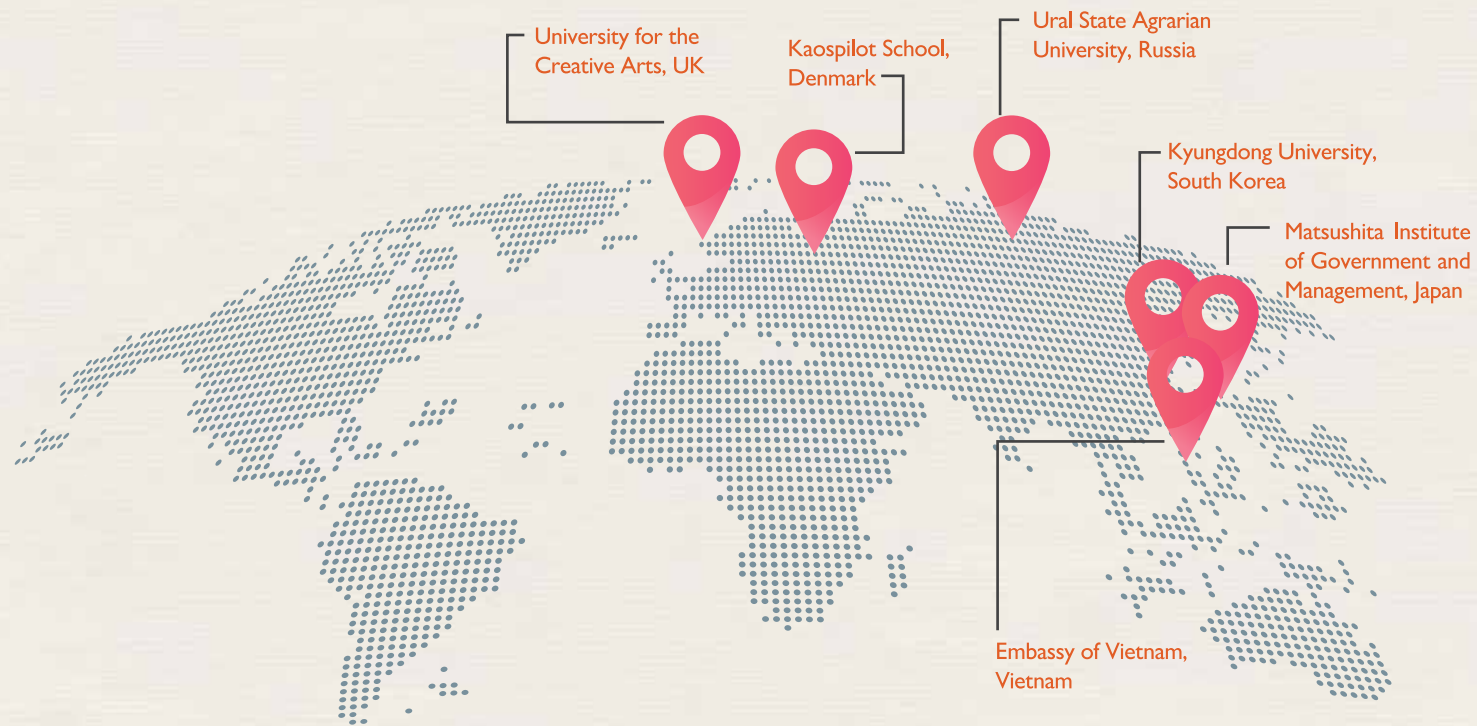 University for the
Creative Arts, UK
Kaospilot School,
Denmark
Ural State Agrarian
University, Russia
Kyungdong University,
South Korea
Matsushita Institute
of Government and
Management, Japan
Embassy of Vietnam,
Vietnam